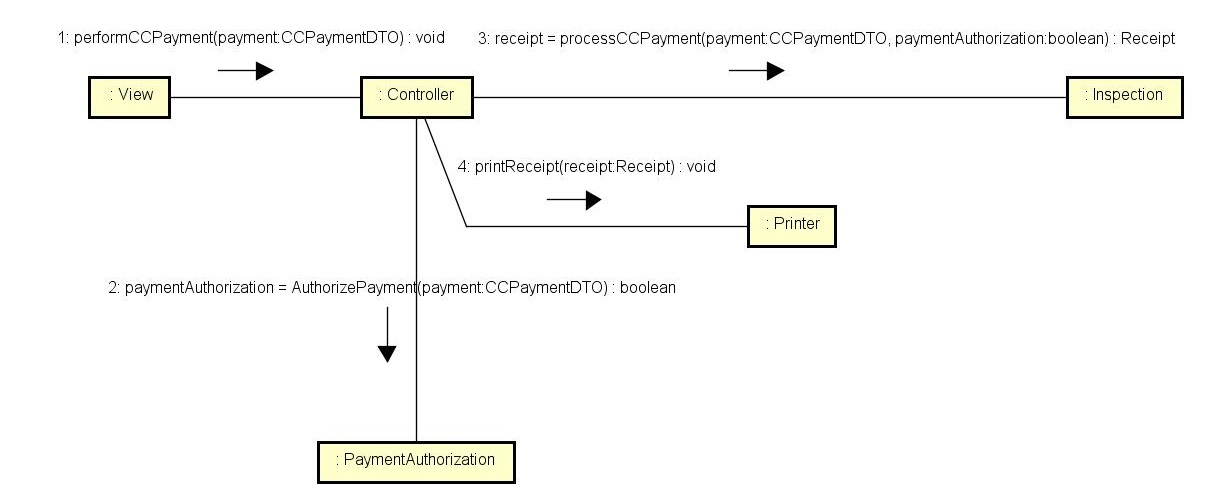 1: performCCPayment(payment:CCPaymentDTO) : void
3: receipt = processCCPayment(payment:CCPaymentDTO, paymentAuthorization:boolean) : Receipt
: View
: Controller
: Inspection
4: printReceipt(receipt:Receipt) : void
: Printer
2: paymentAuthorization = AuthorizePayment(payment:CCPaymentDTO) : boolean
: PaymentAuthorization